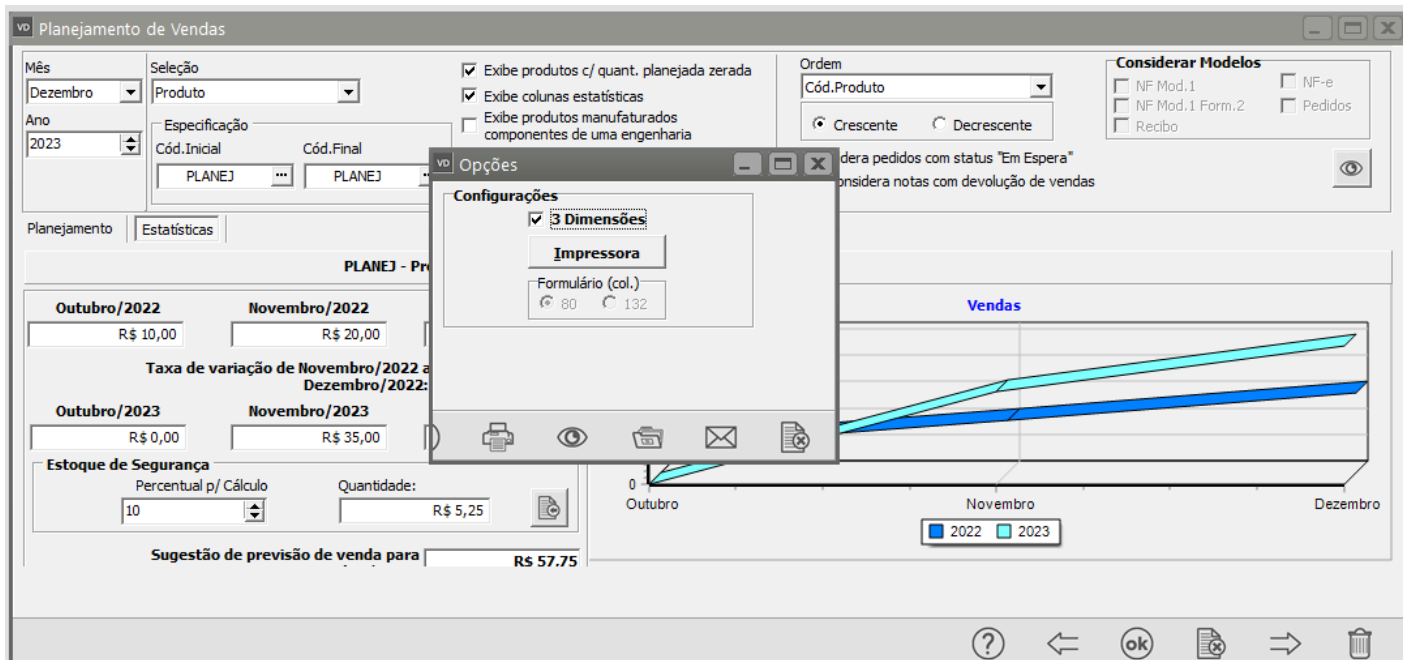 VD Planejamento de Vendas
Mês
Dezembro
Ano
2023
Seleção
Produto
Especificação
Cód.Inicial Cód.Final
PLANEJ ... PLANEJ
Exibe produtos c/ quant. planejada zerada
Exibe colunas estatísticas
Exibe produtos manufaturados
componentes de uma engenharia
Ordem
Cód.Produto
Crescente Decrescente
Considerar Modelos
NF Mod.1 NF-e
NF Mod.1 Form.2 Pedidos
Recibo
dera pedidos com status "Em Espera"
onsidera notas com devolução de vendas
Planejamento Estatísticas
PLANEJ - Pr
Outubro/2022 Novembro/2022
R$ 10,00 R$ 20,00
Taxa de variação de Novembro/2022 a
Dezembro/2022:
Outubro/2023 Novembro/2023
R$ 0,00 R$ 35,00
Estoque de Segurança
Percentual p/ Cálculo Quantidade:
10 R$ 5,25
Sugestão de previsão de venda para
R$ 57,75
VD Opções
Configurações
3 Dimensões
Impressora
Formulário (col.)
80 132
Vendas
0
Outubro Novembro Dezembro
2022 2023
? ok